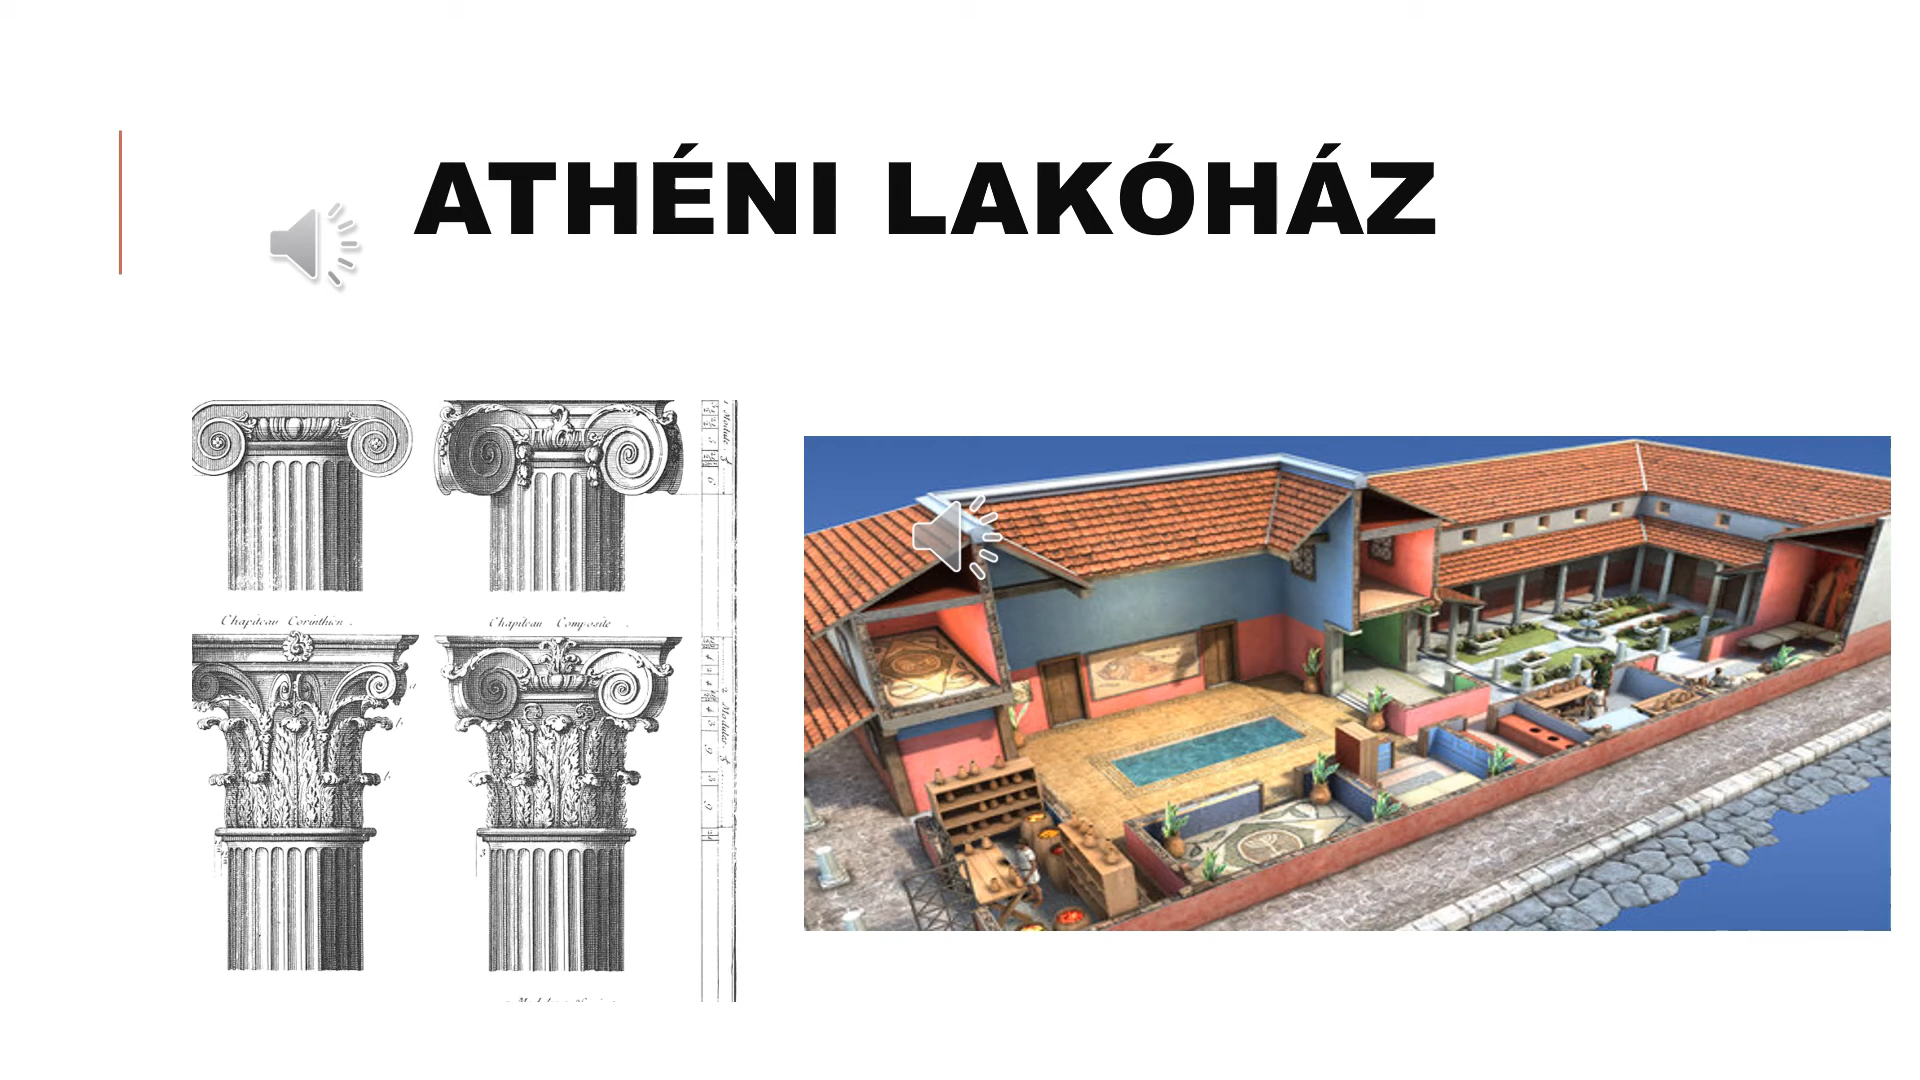 ATHÉNI LAKÓHÁZ
Chapiteau Corinthien .
Chapiteau Composite .